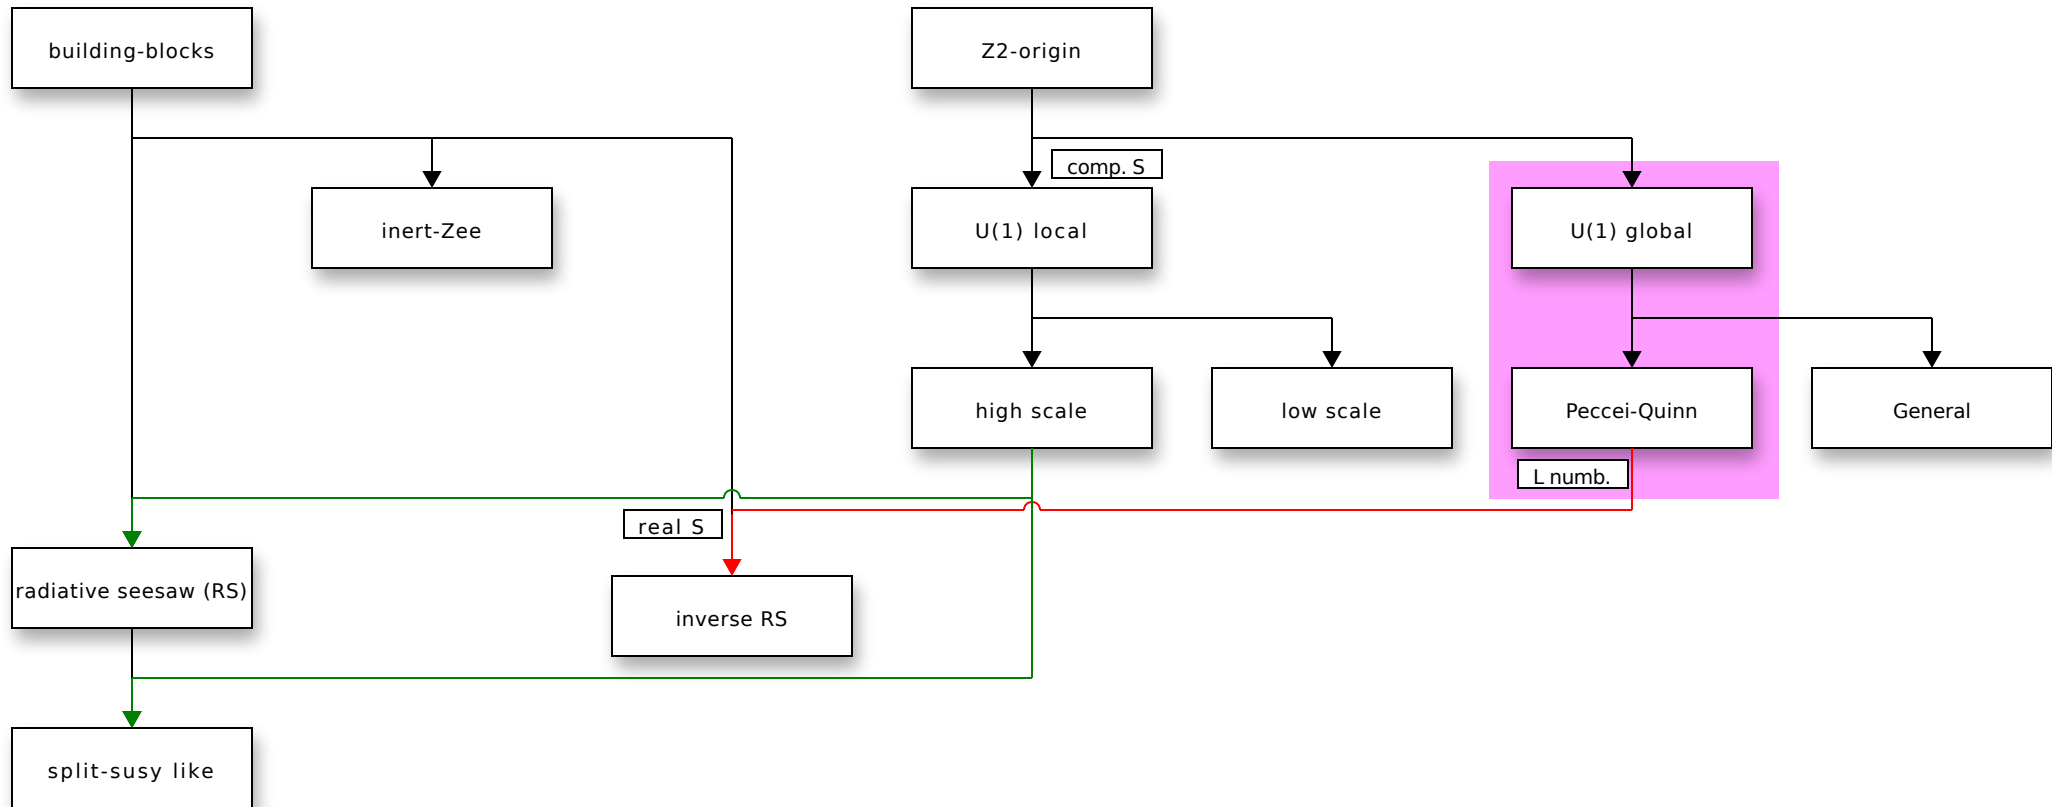 building-blocks
Z2-origin
comp. S
inert-Zee
U(1) local
U(1) global
high scale
low scale
Peccei-Quinn
General
L numb.
real S
radiative seesaw (RS)
inverse RS
split-susy like